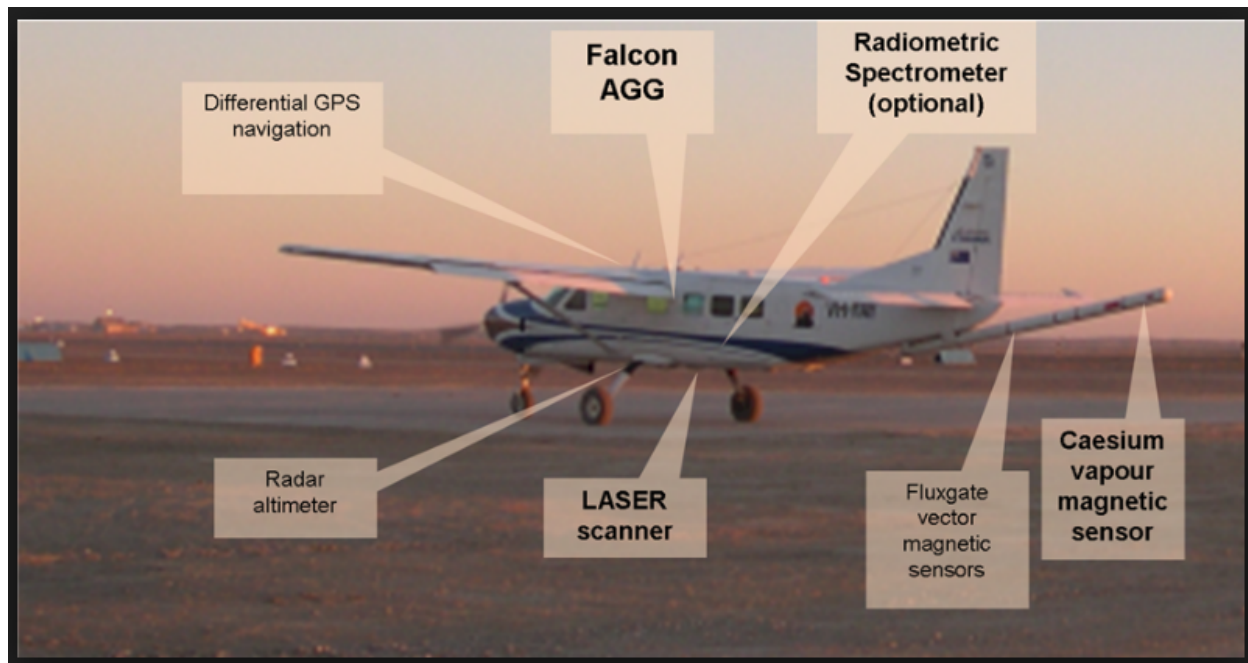 Differential GPS
navigation
Falcon
AGG
Radiometric
Spectrometer
(optional)
Radar
altimeter
LASER
scanner
Fluxgate
vector
magnetic
sensors
Caesium
vapour
magnetic
sensor